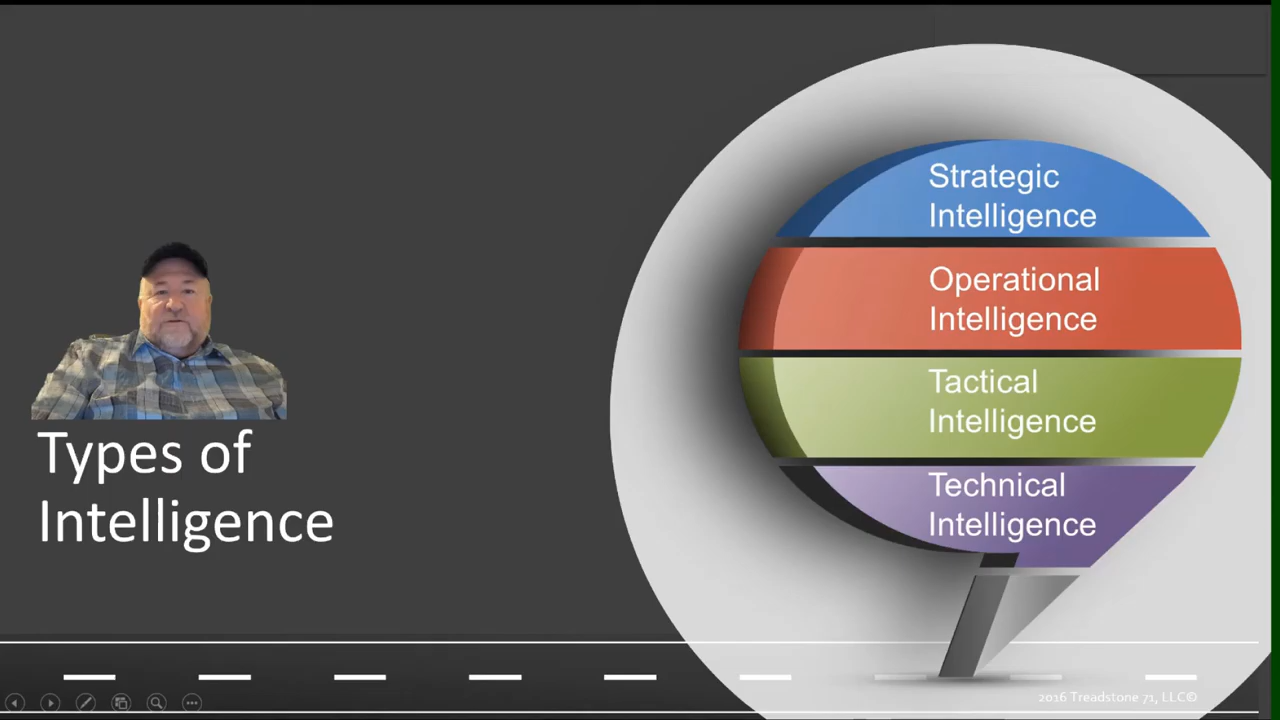 Types of
Intelligence
Strategic
Intelligence
Operational
Intelligence
Tactical
Intelligence
Technical
Intelligence
2016 Treadstone 71, LLC©